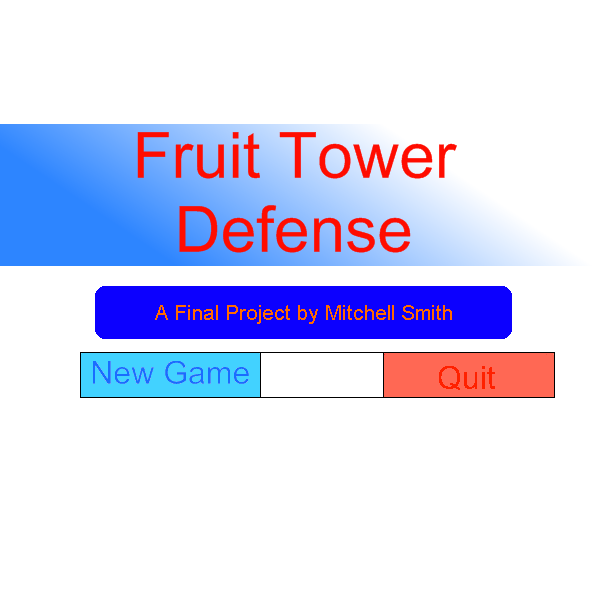 Fruit Tower
Defense
A Final Project by Mitchell Smith
New Game
Quit